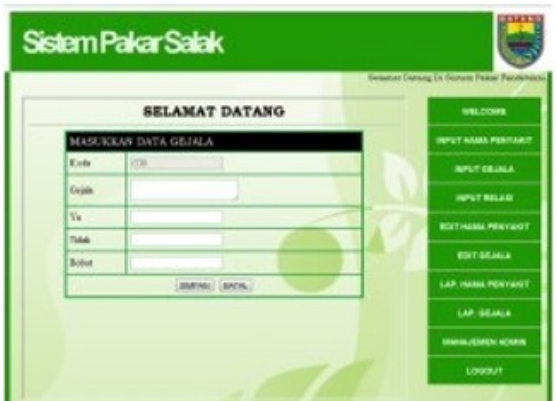 Sistem Pakar Salak
BATANG
Selamat Datang Di Sistem Pakar
SELAMAT DATANG
MASUKKAN DATA GEJALA
Kode
Gejala
Ya
Tidak
Bobot
SIMPAN BATAL
WELCOME
INPUT HAMA PENYAKIT
INPUT GEJALA
INPUT RELASI
EDIT HAMA PENYAKIT
EDIT GEJALA
LAP. HAMA PENYAKIT
LAP. GEJALA
MANAJEMEN ADMIN
LOGOUT